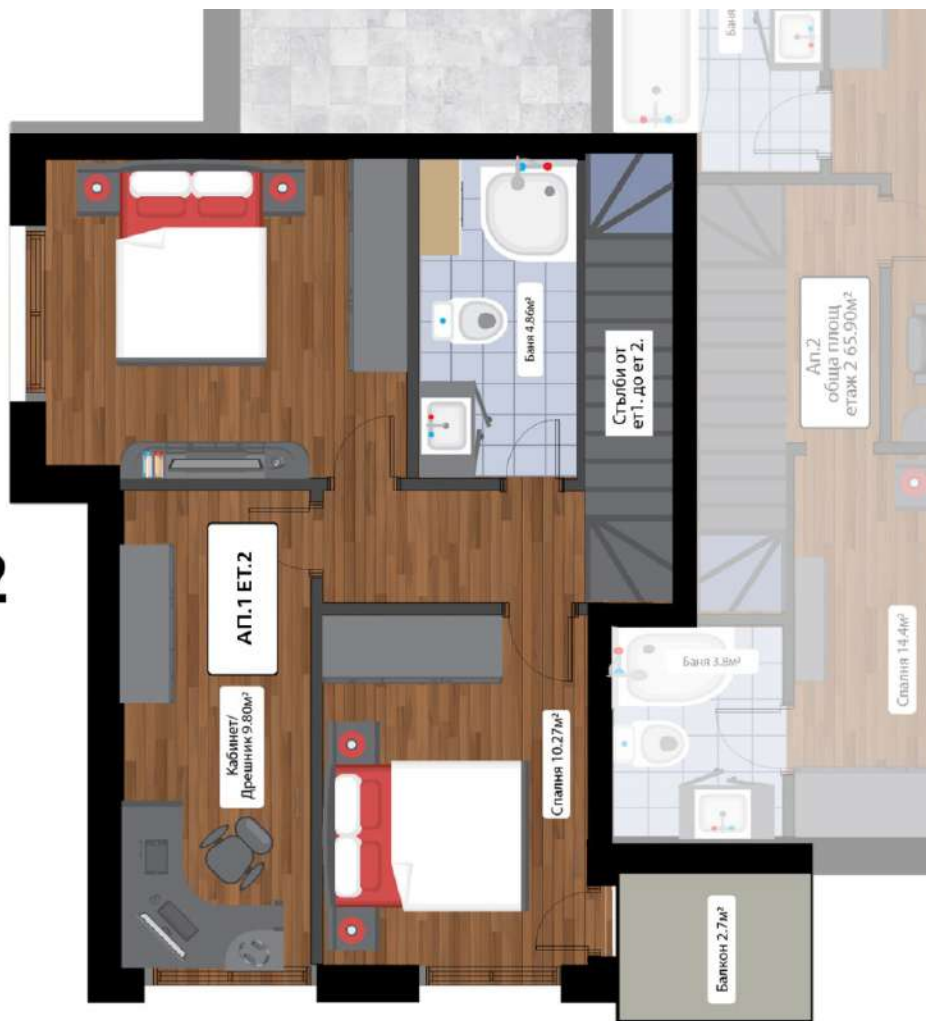 Баня
Баня 4.86м²
Стълби от
ет1. до ет 2.
Ап.2
обща площ
етаж 2 65.90м²
АП.1 ЕТ.2
Кабинет/
Дрешник 9.80м²
Спалня 10.27м²
Баня 3.8м²
Спалня 14.4м²
Балкон 2.7м²